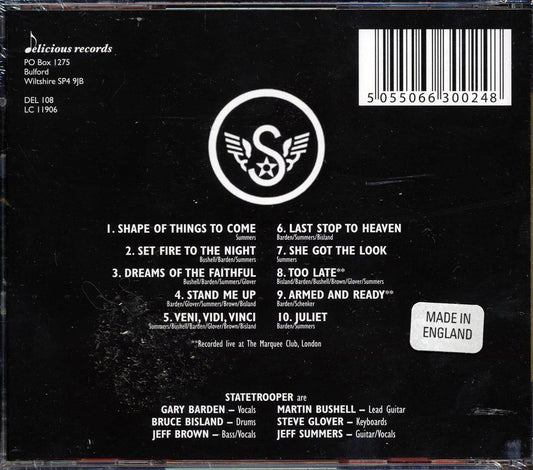 delicious records
PO Box 1275
Bulford
Wiltshire SP4 9JB
DEL 108
LC 11906
5 055066 300248
S
1. SHAPE OF THINGS TO COME
Summers
2. SET FIRE TO THE NIGHT
Bushell/Barden/Summers
3. DREAMS OF THE FAITHFUL
Bushell/Barden/Summers/Glover
4. STAND ME UP
Barden/Glover/Summers/Brown/Bisland
5. VENI, VIDI, VINCI
Summers/Bushell/Barden/Glover/Brown/Bisland
6. LAST STOP TO HEAVEN
Barden/Summers/Bisland
7. SHE GOT THE LOOK
Summers
8. TOO LATE**
Bisland/Barden/Bushell/Brown/Glover/Summers
9. ARMED AND READY**
Barden/Schenker
10. JULIET
Barden/Summers
**Recorded live at The Marquee Club, London
MADE IN
ENGLAND
STATETROOPER are
GARY BARDEN – Vocals
BRUCE BISLAND – Drums
JEFF BROWN – Bass/Vocals
MARTIN BUSHELL – Lead Guitar
STEVE GLOVER – Keyboards
JEFF SUMMERS – Guitar/Vocals